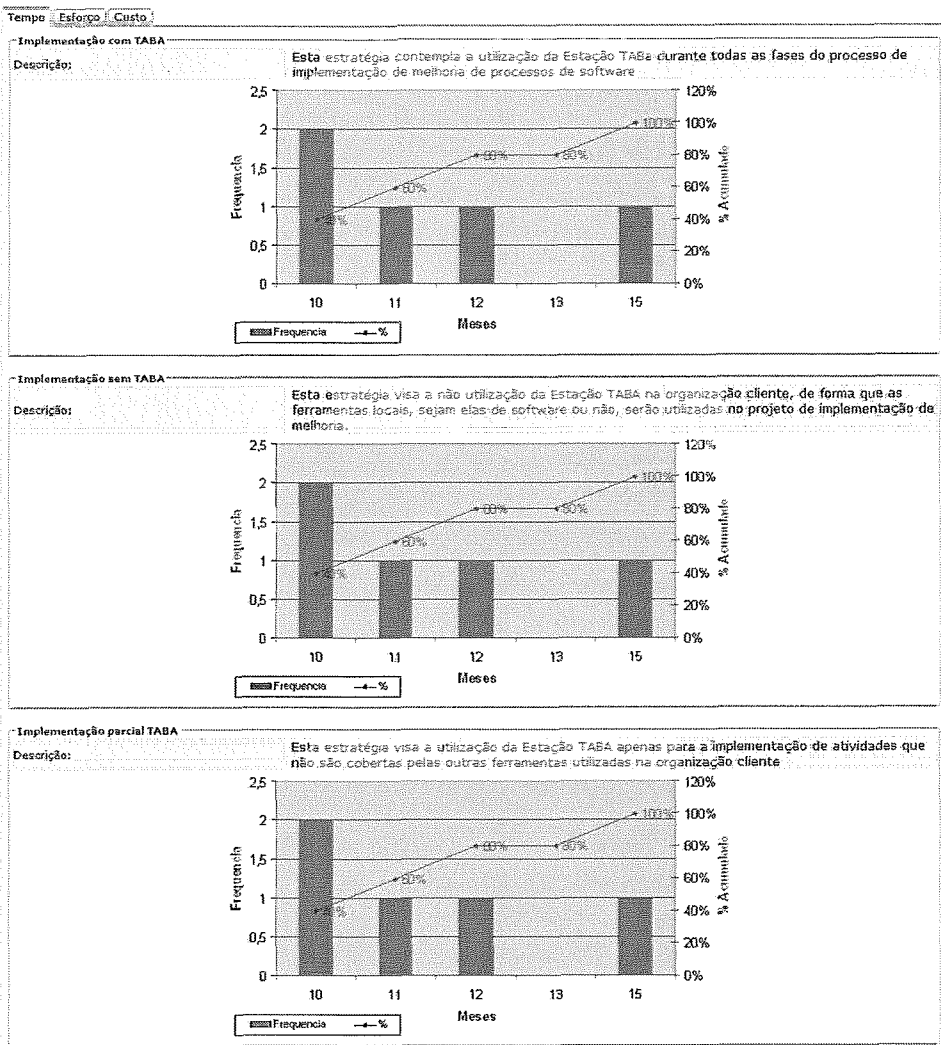 Tempo Esforço Custo
Implementação com TABA
Descrição:
Esta estratégia contempla a utilização da Estação TABa durante todas as fases do processo de
implementação de melhoria de processos de software
2,5
2
1,5
1
0,5
0
Frequencia
120%
100%
80%
60%
40%
20%
0%
% Acumulado
40%
60%
80%
80%
100%
10 11 12 13 15
Meses
Frequencia %
Implementação sem TABA
Descrição:
Esta estratégia visa a não utilização da Estação TABA na organização cliente, de forma que as
ferramentas locais, sejam elas de software ou não, serão utilizadas no projeto de implementação de
melhoria.
2,5
2
1,5
1
0,5
0
Frequencia
120%
100%
80%
60%
40%
20%
0%
% Acumulado
40%
60%
80%
80%
100%
10 11 12 13 15
Meses
Frequencia %
Implementação parcial TABA
Descrição:
Esta estratégia visa a utilização da Estação TABA apenas para a implementação de atividades que
não são cobertas pelas outras ferramentas utilizadas na organização cliente
2,5
2
1,5
1
0,5
0
Frequencia
120%
100%
80%
60%
40%
20%
0%
% Acumulado
40%
60%
80%
80%
100%
10 11 12 13 15
Meses
Frequencia %